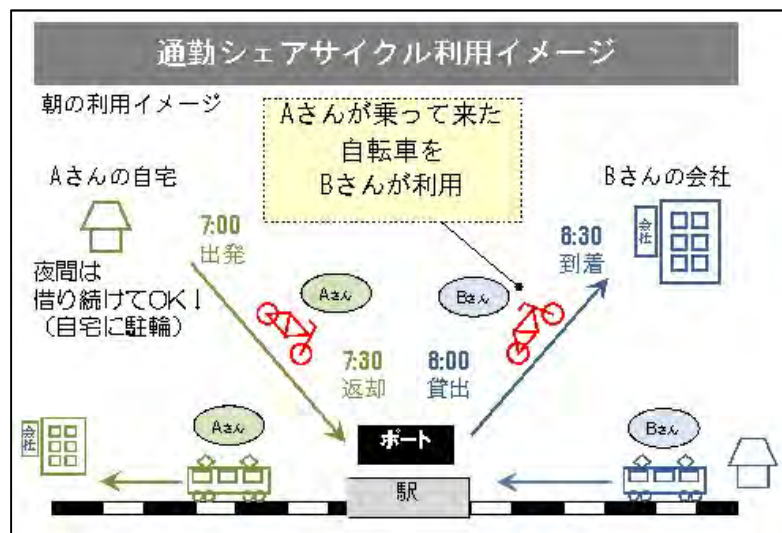 通勤シェアサイクル利用イメージ
朝の利用イメージ
Aさんが乗って来た
自転車を
Bさんが利用
Aさんの自宅
Bさんの会社
7:00
出発
会社
8:30
到着
夜間は
借り続けてOK!
(自宅に駐輪)
Aさん
Bさん
7:30
返却
8:00
貸出
会社
Aさん
ポート
Bさん
駅